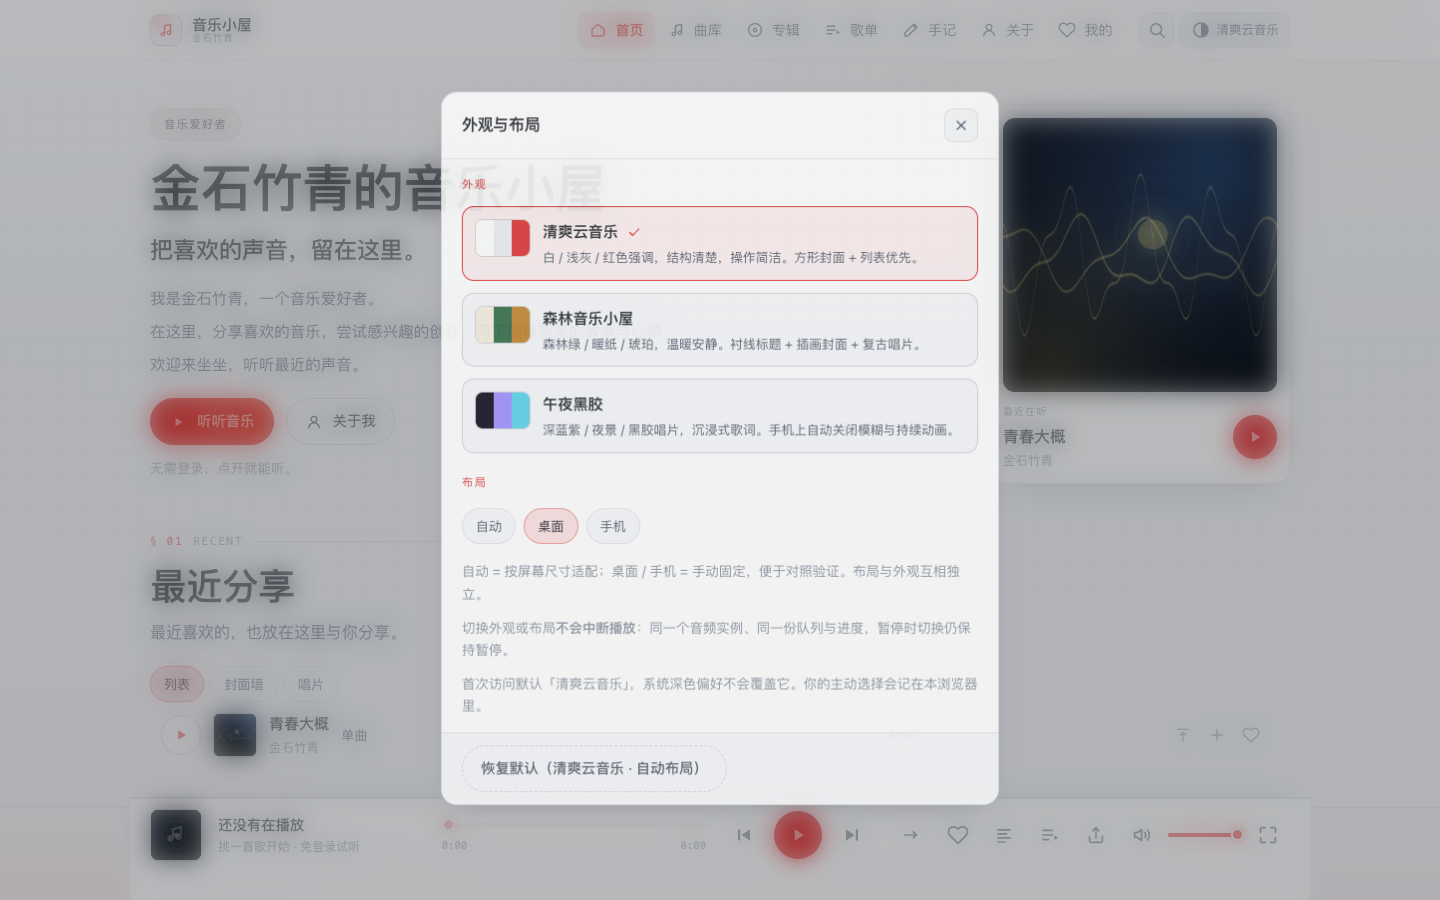 音乐小屋
金石竹青
首页
曲库
专辑
歌单
手记
关于
我的
清爽云音乐
音乐爱好者
金石竹青的音乐小屋
把喜欢的声音，留在这里。
我是金石竹青，一个音乐爱好者。
在这里，分享喜欢的音乐，尝试感兴趣的创作
欢迎来坐坐，听听最近的声音。
听听音乐
关于我
无需登录，点开就能听。
最近在听
青春大概
金石竹青
§ 01 RECENT
最近分享
最近喜欢的，也放在这里与你分享。
列表
封面墙
唱片
青春大概
金石竹青
单曲
外观与布局
外观
清爽云音乐
白 / 浅灰 / 红色强调，结构清楚，操作简洁。方形封面 + 列表优先。
森林音乐小屋
森林绿 / 暖纸 / 琥珀，温暖安静。衬线标题 + 插画封面 + 复古唱片。
午夜黑胶
深蓝紫 / 夜景 / 黑胶唱片，沉浸式歌词。手机上自动关闭模糊与持续动画。
布局
自动
桌面
手机
自动 = 按屏幕尺寸适配；桌面 / 手机 = 手动固定，便于对照验证。布局与外观互相独
立。
切换外观或布局不会中断播放：同一个音频实例、同一份队列与进度，暂停时切换仍保
持暂停。
首次访问默认「清爽云音乐」，系统深色偏好不会覆盖它。你的主动选择会记在本浏览器
里。
恢复默认（清爽云音乐 · 自动布局）
还没有在播放
挑一首歌开始 · 免登录试听
0:00
0:00